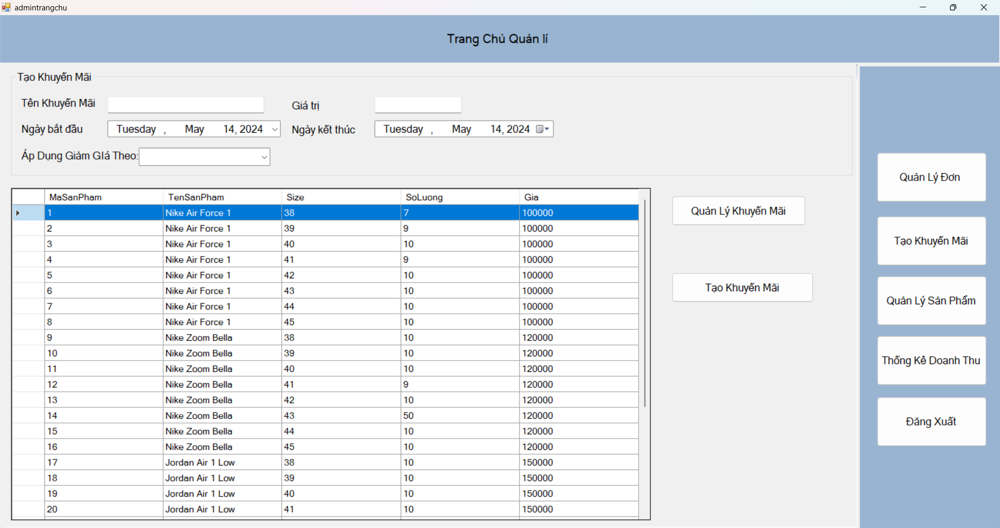 admintrangchu
Trang Chủ Quản lí
Tạo Khuyến Mãi
Tên Khuyến Mãi
Giá trị
Ngày bắt đầu Tuesday , May 14, 2024
Ngày kết thúc Tuesday , May 14, 2024
Áp Dụng Giảm GIá Theo:
MaSanPham TenSanPham Size SoLuong Gia
1 Nike Air Force 1 38 7 100000
2 Nike Air Force 1 39 9 100000
3 Nike Air Force 1 40 10 100000
4 Nike Air Force 1 41 9 100000
5 Nike Air Force 1 42 10 100000
6 Nike Air Force 1 43 10 100000
7 Nike Air Force 1 44 10 100000
8 Nike Air Force 1 45 10 100000
9 Nike Zoom Bella 38 10 120000
10 Nike Zoom Bella 39 10 120000
11 Nike Zoom Bella 40 10 120000
12 Nike Zoom Bella 41 9 120000
13 Nike Zoom Bella 42 10 120000
14 Nike Zoom Bella 43 50 120000
15 Nike Zoom Bella 44 10 120000
16 Nike Zoom Bella 45 10 120000
17 Jordan Air 1 Low 38 10 150000
18 Jordan Air 1 Low 39 10 150000
19 Jordan Air 1 Low 40 10 150000
20 Jordan Air 1 Low 41 10 150000
Quản Lý Khuyến Mãi
Tạo Khuyến Mãi
Quản Lý Đơn
Tạo Khuyến Mãi
Quản Lý Sản Phẩm
Thống Kê Doanh Thu
Đăng Xuất